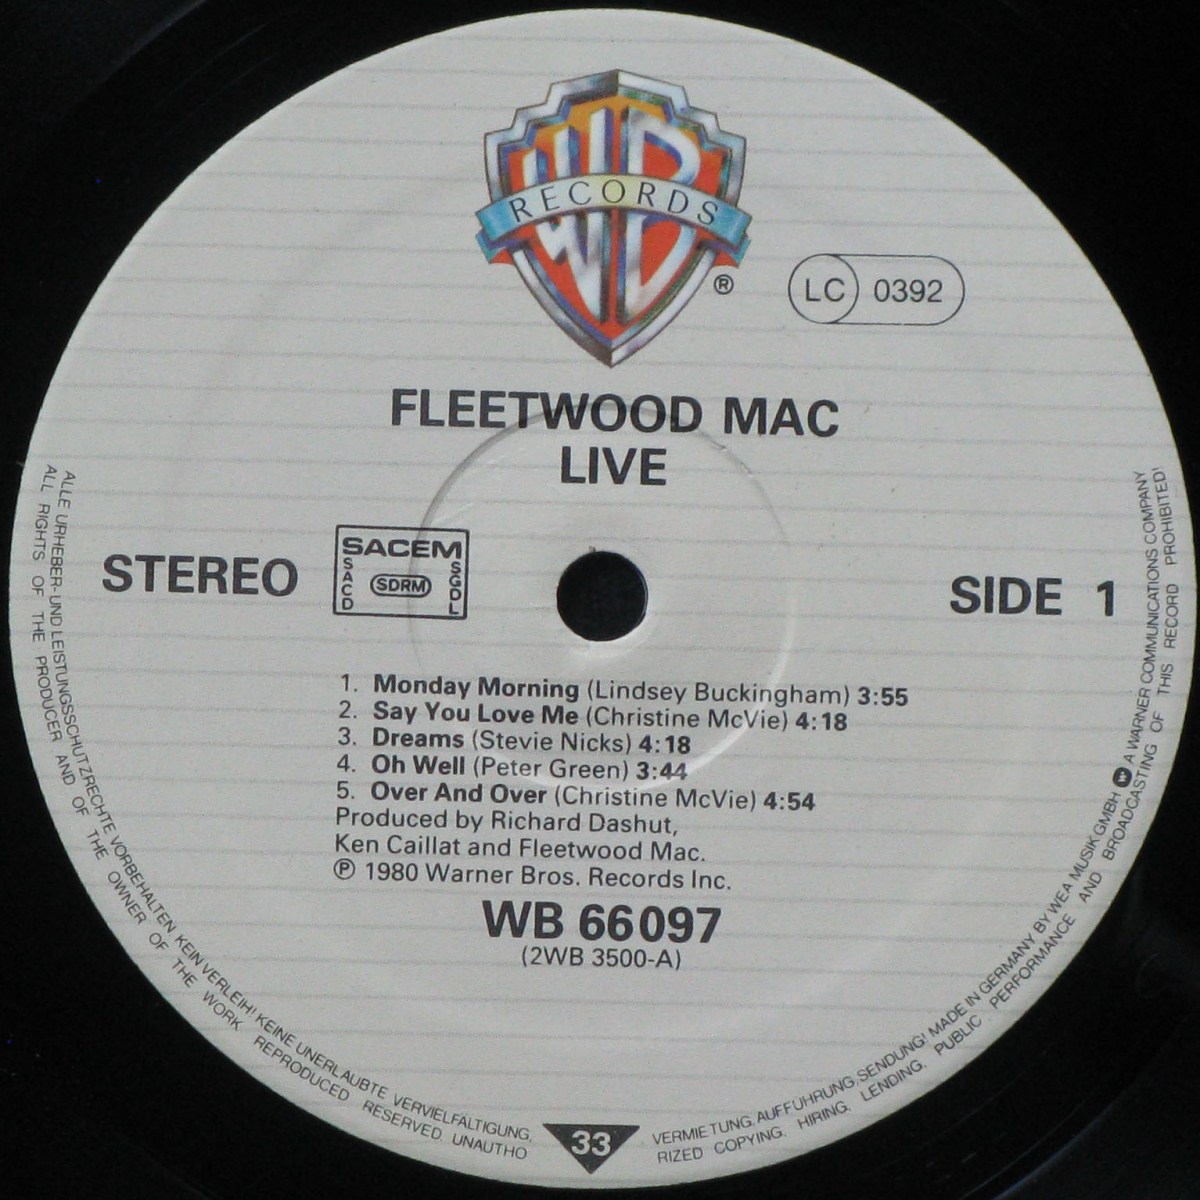 WB
RECORDS
®
LC 0392
FLEETWOOD MAC
LIVE
STEREO
SACEM
SACD
SDRM
SGDL
SIDE 1
1. Monday Morning (Lindsey Buckingham) 3:55
2. Say You Love Me (Christine McVie) 4:18
3. Dreams (Stevie Nicks) 4:18
4. Oh Well (Peter Green) 3:44
5. Over And Over (Christine McVie) 4:54
Produced by Richard Dashut,
Ken Caillat and Fleetwood Mac.
℗ 1980 Warner Bros. Records Inc.
WB 66097
(2WB 3500-A)
ALLE URHEBER- UND LEISTUNGSSCHUTZRECHTE VORBEHALTEN, KEIN VERLEIH! KEINE UNERLAUBTE VERVIELFÄLTIGUNG, VERMIETUNG, AUFFÜHRUNG, SENDUNG! MADE IN GERMANY BY WEA MUSIK GMBH A WARNER COMMUNICATIONS COMPANY
ALL RIGHTS OF THE PRODUCER AND OF THE OWNER OF THE WORK REPRODUCED RESERVED. UNAUTHORIZED COPYING, HIRING, LENDING, PUBLIC PERFORMANCE AND BROADCASTING OF THIS RECORD PROHIBITED!
33